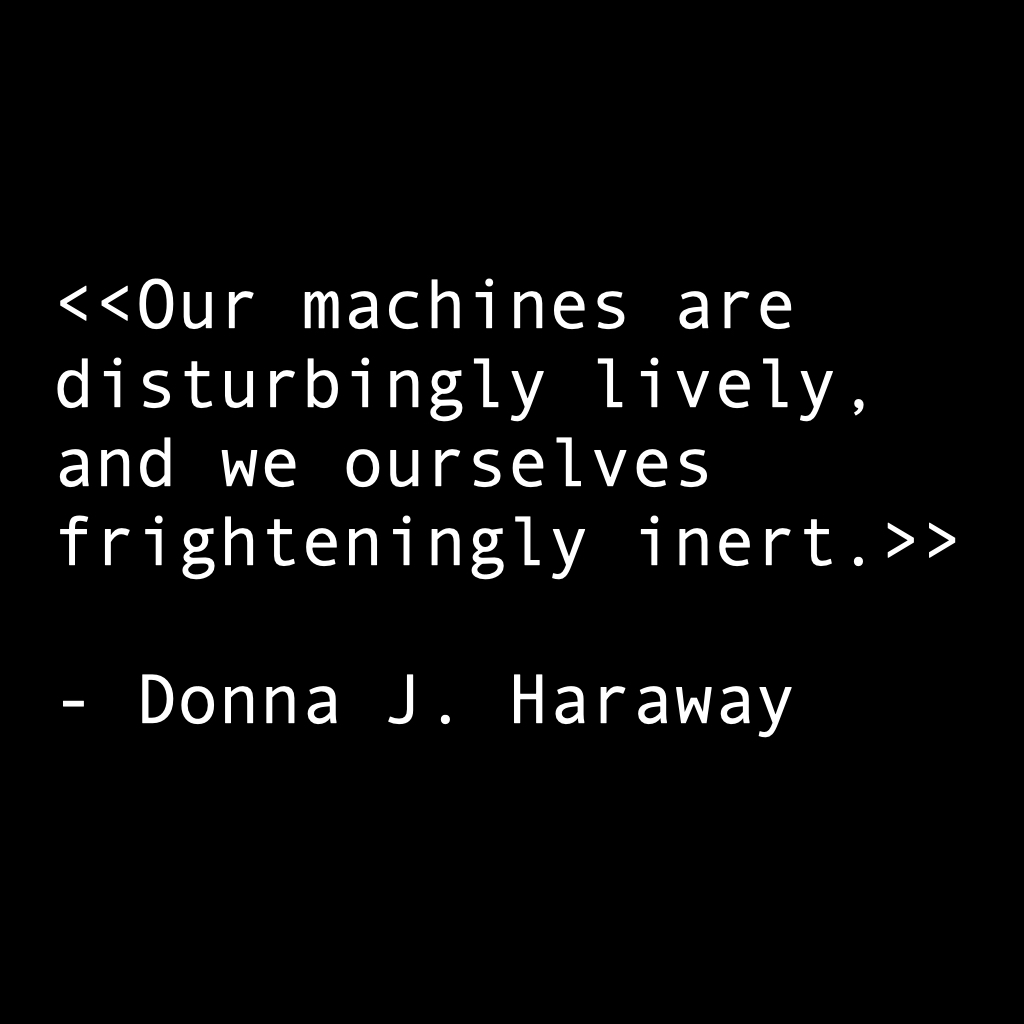 <<Our machines are
disturbingly lively,
and we ourselves
frighteningly inert.>>
- Donna J. Haraway